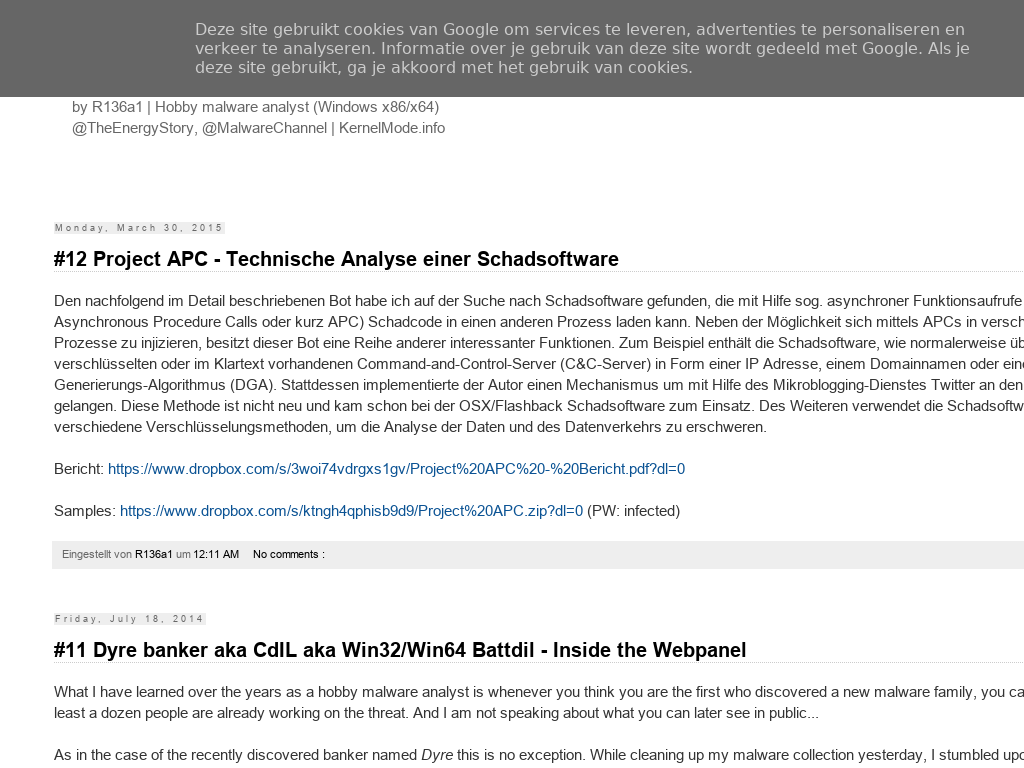 Deze site gebruikt cookies van Google om services te leveren, advertenties te personaliseren en
verkeer te analyseren. Informatie over je gebruik van deze site wordt gedeeld met Google. Als je
deze site gebruikt, ga je akkoord met het gebruik van cookies.
by R136a1 | Hobby malware analyst (Windows x86/x64)
@TheEnergyStory, @MalwareChannel | KernelMode.info
Monday, March 30, 2015
#12 Project APC - Technische Analyse einer Schadsoftware
Den nachfolgend im Detail beschriebenen Bot habe ich auf der Suche nach Schadsoftware gefunden, die mit Hilfe sog. asynchroner Funktionsaufrufe
Asynchronous Procedure Calls oder kurz APC) Schadcode in einen anderen Prozess laden kann. Neben der Möglichkeit sich mittels APCs in versch
Prozesse zu injizieren, besitzt dieser Bot eine Reihe anderer interessanter Funktionen. Zum Beispiel enthält die Schadsoftware, wie normalerweise üb
verschlüsselten oder im Klartext vorhandenen Command-and-Control-Server (C&C-Server) in Form einer IP Adresse, einem Domainnamen oder eine
Generierungs-Algorithmus (DGA). Stattdessen implementierte der Autor einen Mechanismus um mit Hilfe des Mikroblogging-Dienstes Twitter an den
gelangen. Diese Methode ist nicht neu und kam schon bei der OSX/Flashback Schadsoftware zum Einsatz. Des Weiteren verwendet die Schadsoftw
verschiedene Verschlüsselungsmethoden, um die Analyse der Daten und des Datenverkehrs zu erschweren.
Bericht: https://www.dropbox.com/s/3woi74vdrgxs1gv/Project%20APC%20-%20Bericht.pdf?dl=0
Samples: https://www.dropbox.com/s/ktngh4qphisb9d9/Project%20APC.zip?dl=0 (PW: infected)
Eingestellt von R136a1 um 12:11 AM No comments :
Friday, July 18, 2014
#11 Dyre banker aka CdIL aka Win32/Win64 Battdil - Inside the Webpanel
What I have learned over the years as a hobby malware analyst is whenever you think you are the first who discovered a new malware family, you ca
least a dozen people are already working on the threat. And I am not speaking about what you can later see in public...
As in the case of the recently discovered banker named Dyre this is no exception. While cleaning up my malware collection yesterday, I stumbled upo